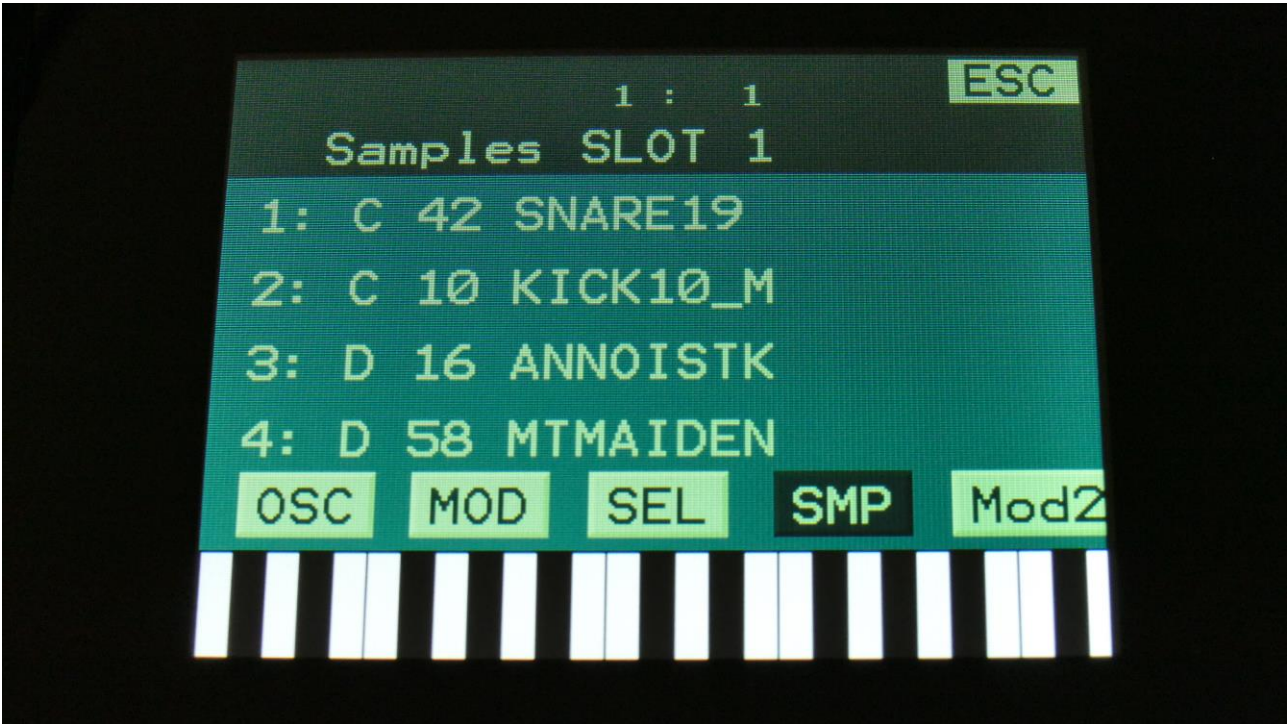 ESC
1 : 1
Samples SLOT 1
1: C 42 SNARE19
2: C 10 KICK10_M
3: D 16 ANNOISTK
4: D 58 MTMAIDEN
OSC MOD SEL SMP Mod2